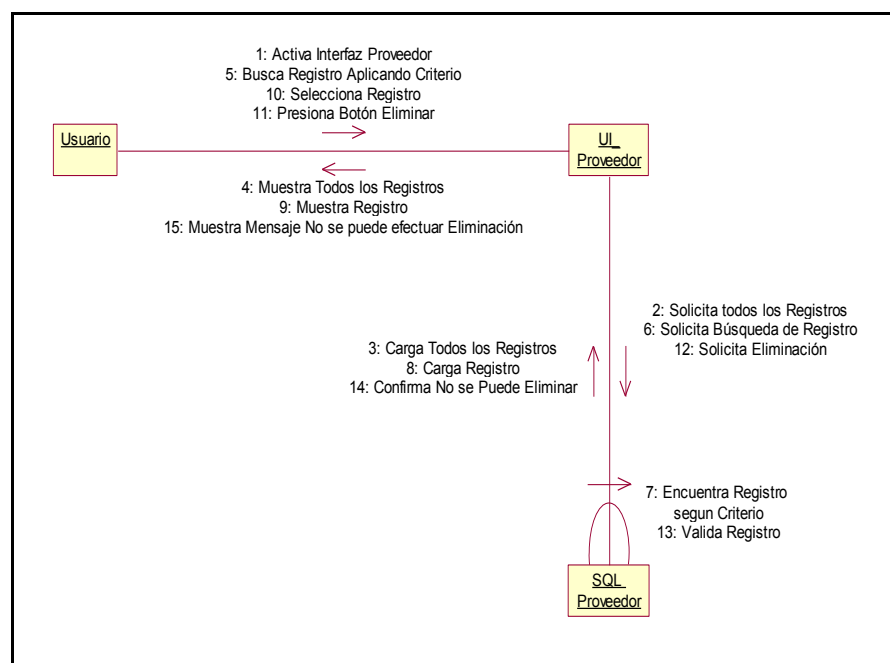 1: Activa Interfaz Proveedor
5: Busca Registro Aplicando Criterio
10: Selecciona Registro
11: Presiona Botón Eliminar
Usuario
UI_
Proveedor
4: Muestra Todos los Registros
9: Muestra Registro
15: Muestra Mensaje No se puede efectuar Eliminación
2: Solicita todos los Registros
6: Solicita Búsqueda de Registro
12: Solicita Eliminación
3: Carga Todos los Registros
8: Carga Registro
14: Confirma No se Puede Eliminar
7: Encuentra Registro
segun Criterio
13: Valida Registro
SQL_
Proveedor